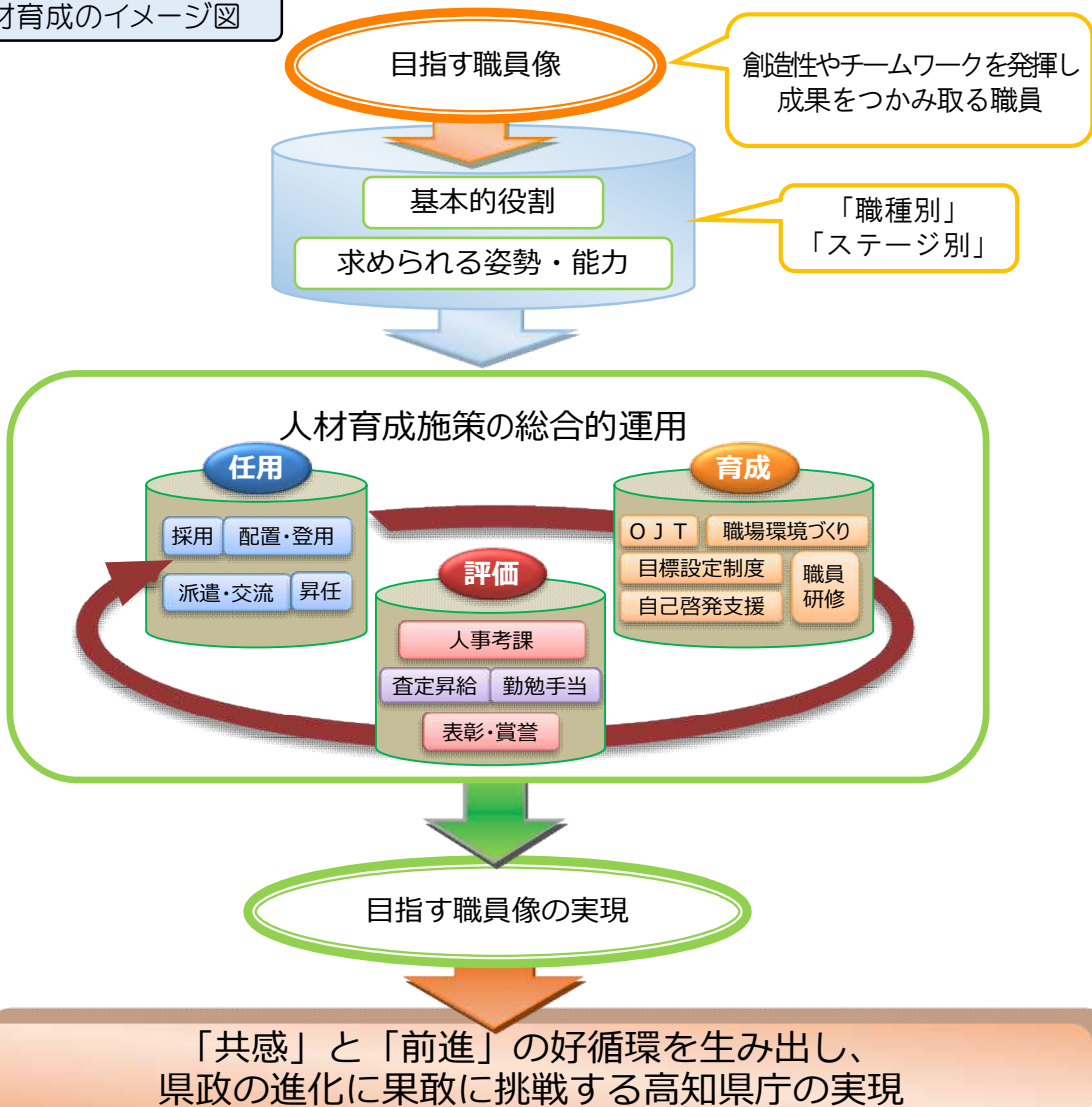 材育成のイメージ図
目指す職員像
創造性やチームワークを発揮し
成果をつかみ取る職員
基本的役割
求められる姿勢・能力
「職種別」
「ステージ別」
人材育成施策の総合的運用
任用
採用
配置・登用
派遣・交流
昇任
評価
人事考課
査定昇給
勤勉手当
表彰・賞誉
育成
ＯＪＴ
職場環境づくり
目標設定制度
自己啓発支援
職員
研修
目指す職員像の実現
「共感」と「前進」の好循環を生み出し、
県政の進化に果敢に挑戦する高知県庁の実現